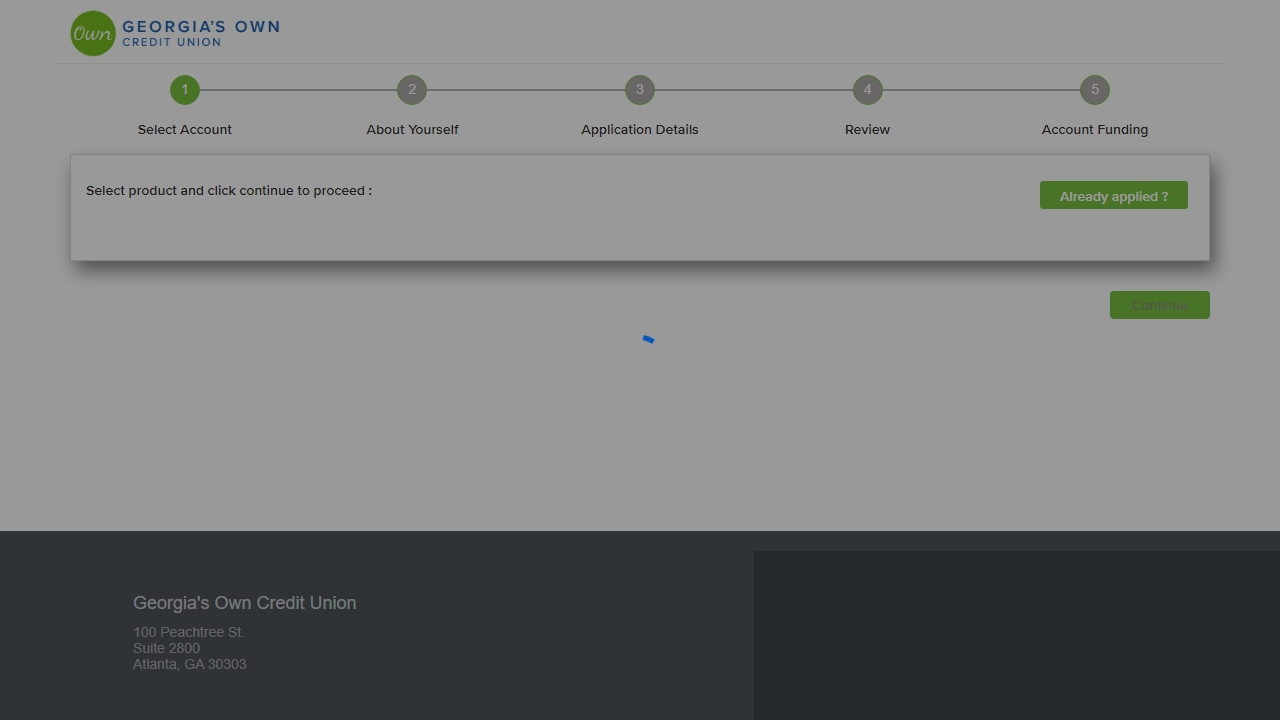 Own GEORGIA'S OWN
CREDIT UNION
1 2 3 4 5
Select Account About Yourself Application Details Review Account Funding
Select product and click continue to proceed :
Already applied ?
Continue
Georgia's Own Credit Union
100 Peachtree St.
Suite 2800
Atlanta, GA 30303